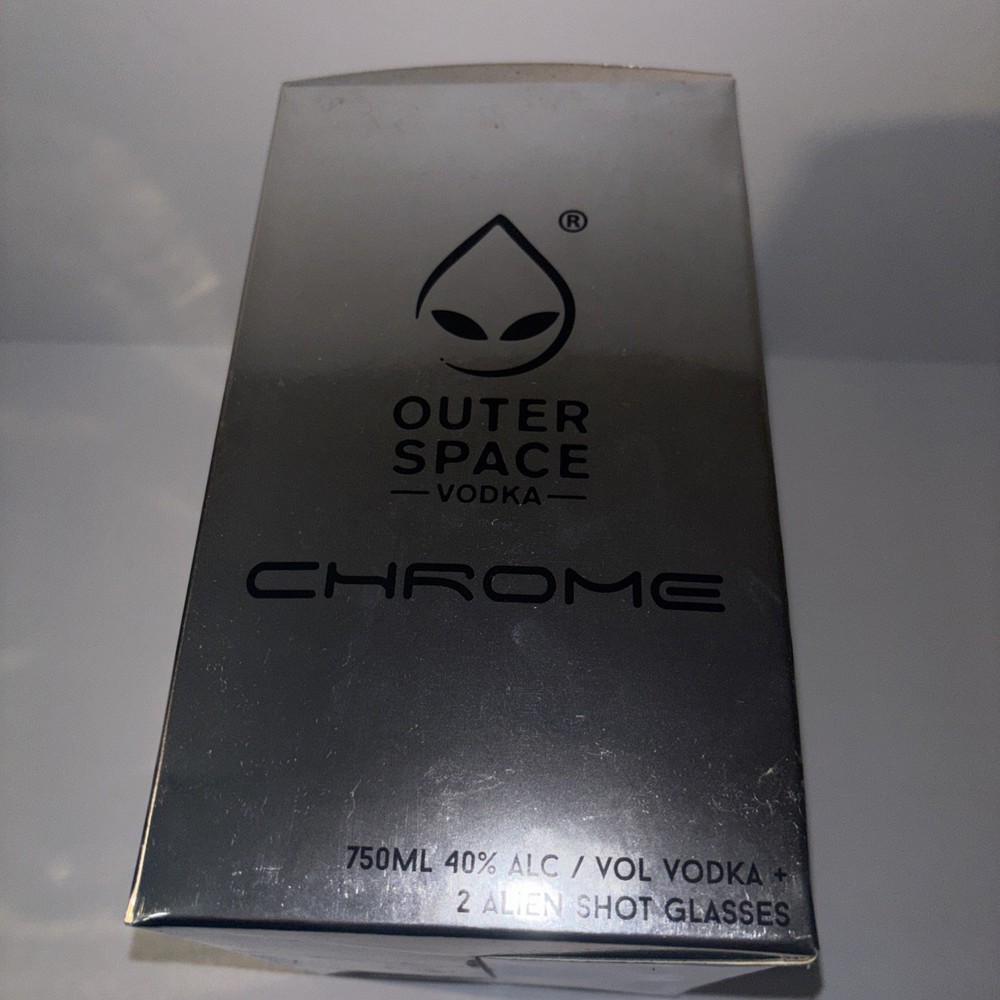 ®
OUTER
SPACE
VODKA
CHROME
750ML 40% ALC / VOL VODKA +
2 ALIEN SHOT GLASSES